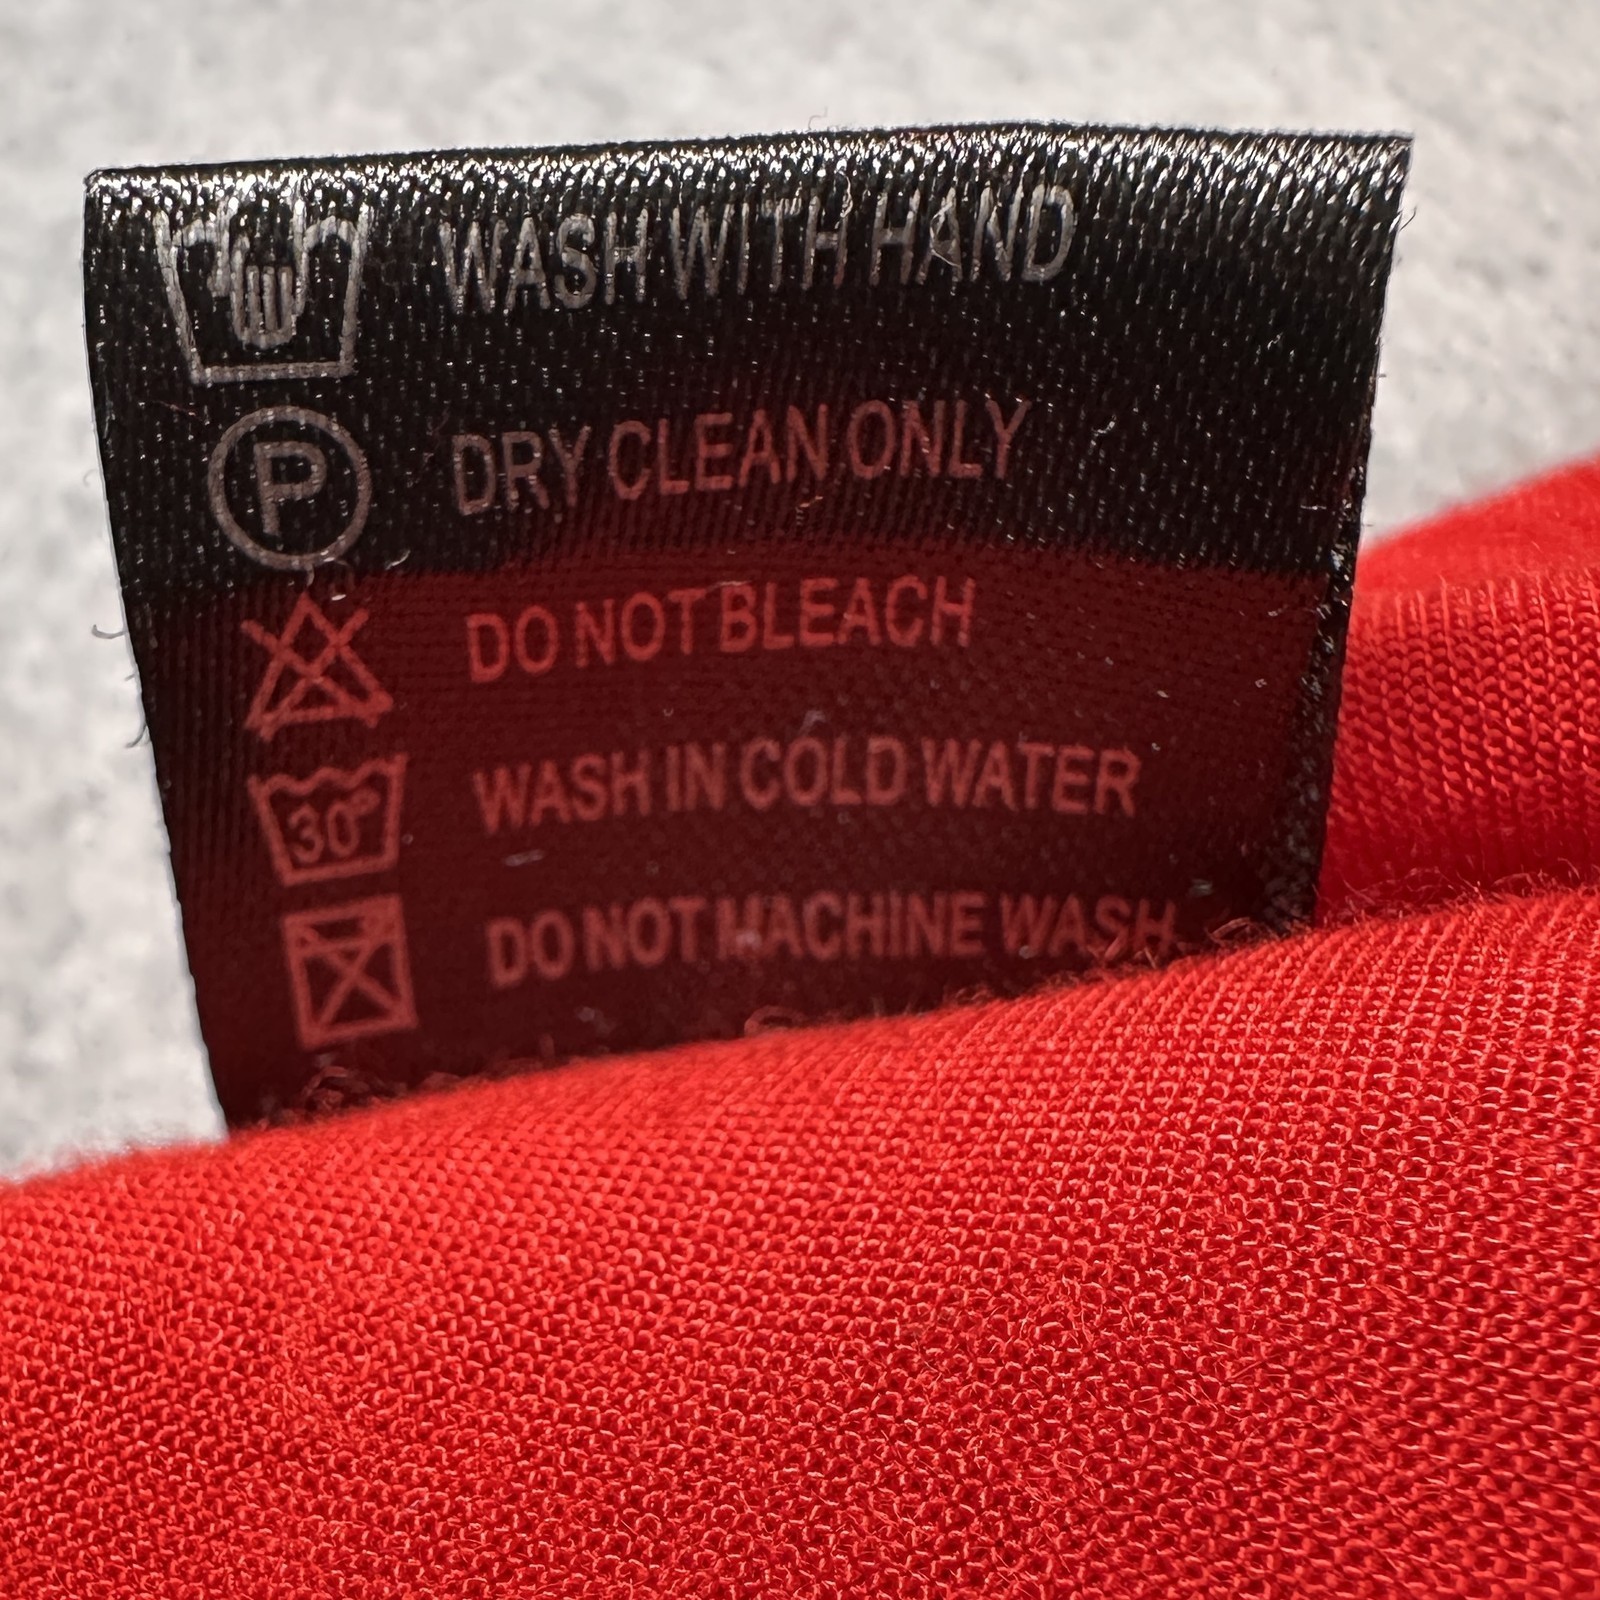 WASH WITH HAND
P DRY CLEAN ONLY
DO NOT BLEACH
30° WASH IN COLD WATER
DO NOT MACHINE WASH